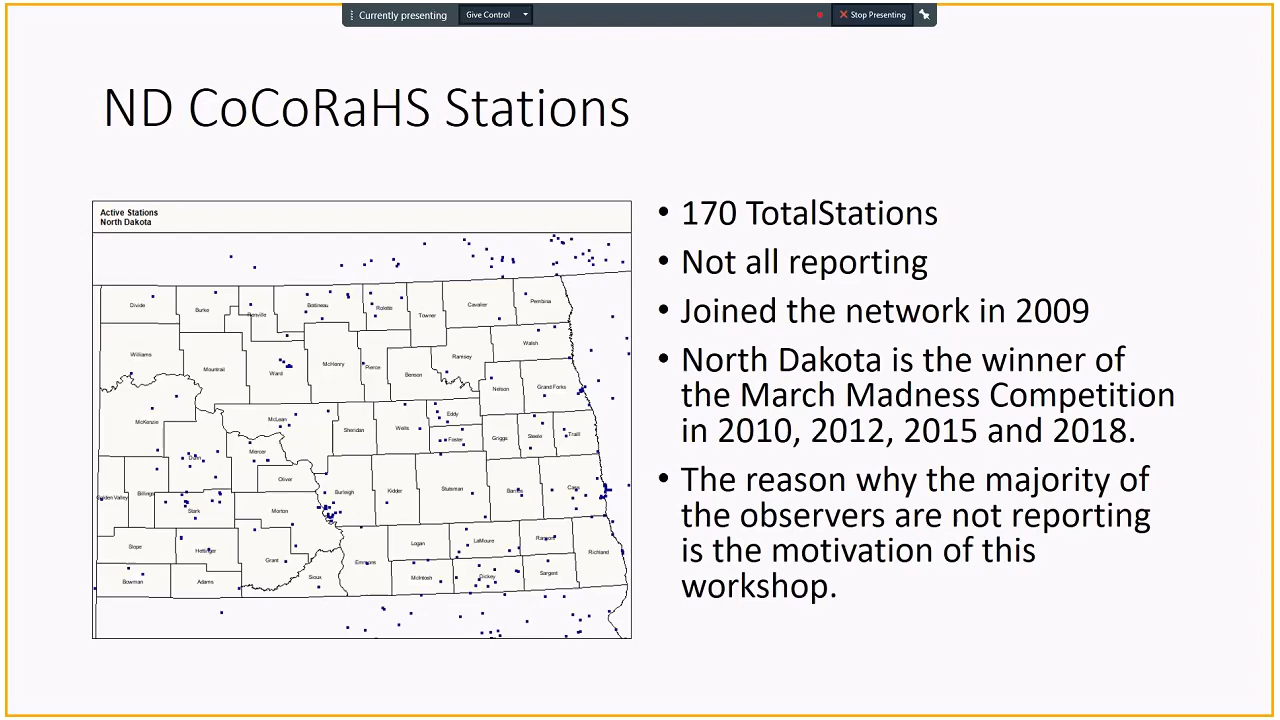 Currently presenting
Give Control
Stop Presenting
ND CoCoRaHS Stations
Active Stations
North Dakota
Divide
Burke
Renville
Bottineau
Rolette
Towner
Cavalier
Pembina
Williams
Mountrail
Ward
McHenry
Pierce
Benson
Ramsey
Walsh
Nelson
Grand Forks
McKenzie
McLean
Sheridan
Wells
Eddy
Foster
Griggs
Steele
Traill
Dunn
Mercer
Oliver
Golden Valley
Billings
Stark
Morton
Burleigh
Kidder
Stutsman
Barnes
Cass
Slope
Hettinger
Grant
Sioux
Emmons
Logan
LaMoure
Ransom
Richland
Bowman
Adams
McIntosh
Dickey
Sargent
• 170 TotalStations
• Not all reporting
• Joined the network in 2009
• North Dakota is the winner of
the March Madness Competition
in 2010, 2012, 2015 and 2018.
• The reason why the majority of
the observers are not reporting
is the motivation of this
workshop.